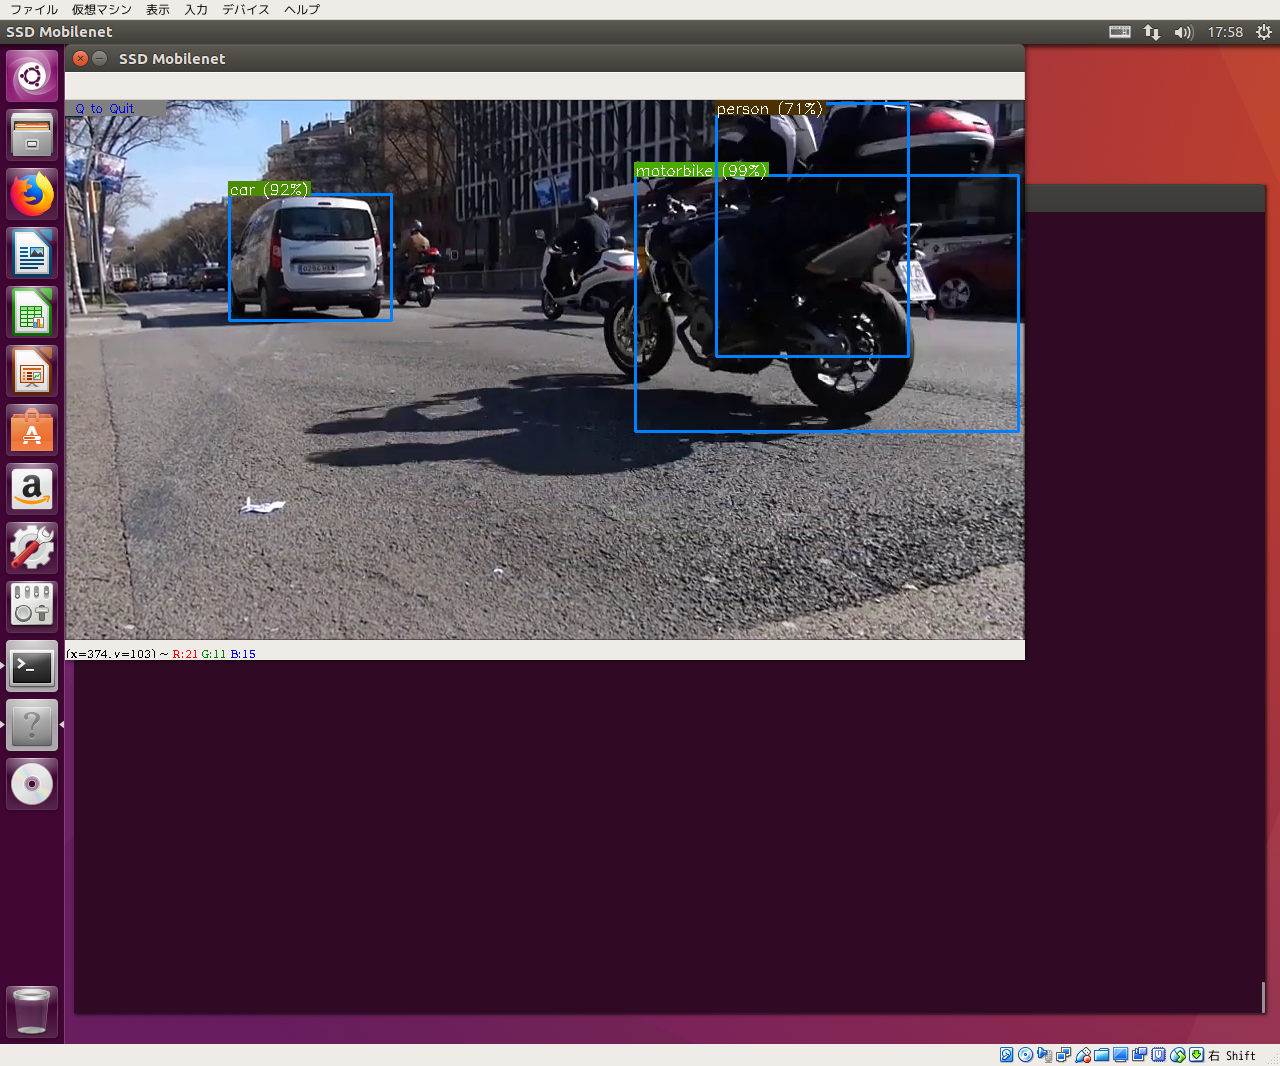 ファイル 仮想マシン 表示 入力 デバイス ヘルプ
SSD Mobilenet
17:58
SSD Mobilenet
Q to Quit
person (71%)
motorbike (99%)
car (92%)
(x=374, y=103) ~ R:21 G:11 B:15
右 Shift